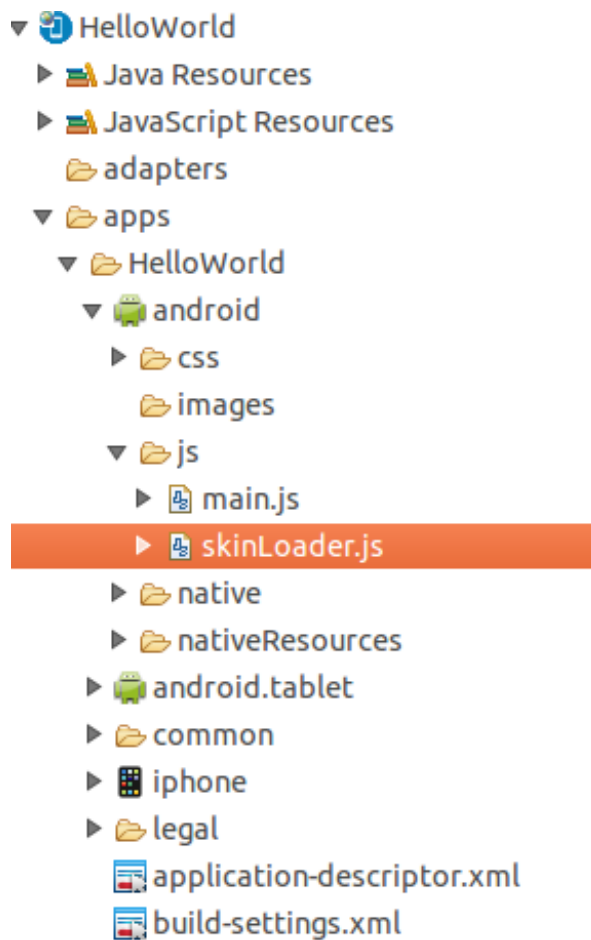 HelloWorld
Java Resources
JavaScript Resources
adapters
apps
HelloWorld
android
css
images
js
main.js
skinLoader.js
native
nativeResources
android.tablet
common
iphone
legal
application-descriptor.xml
build-settings.xml